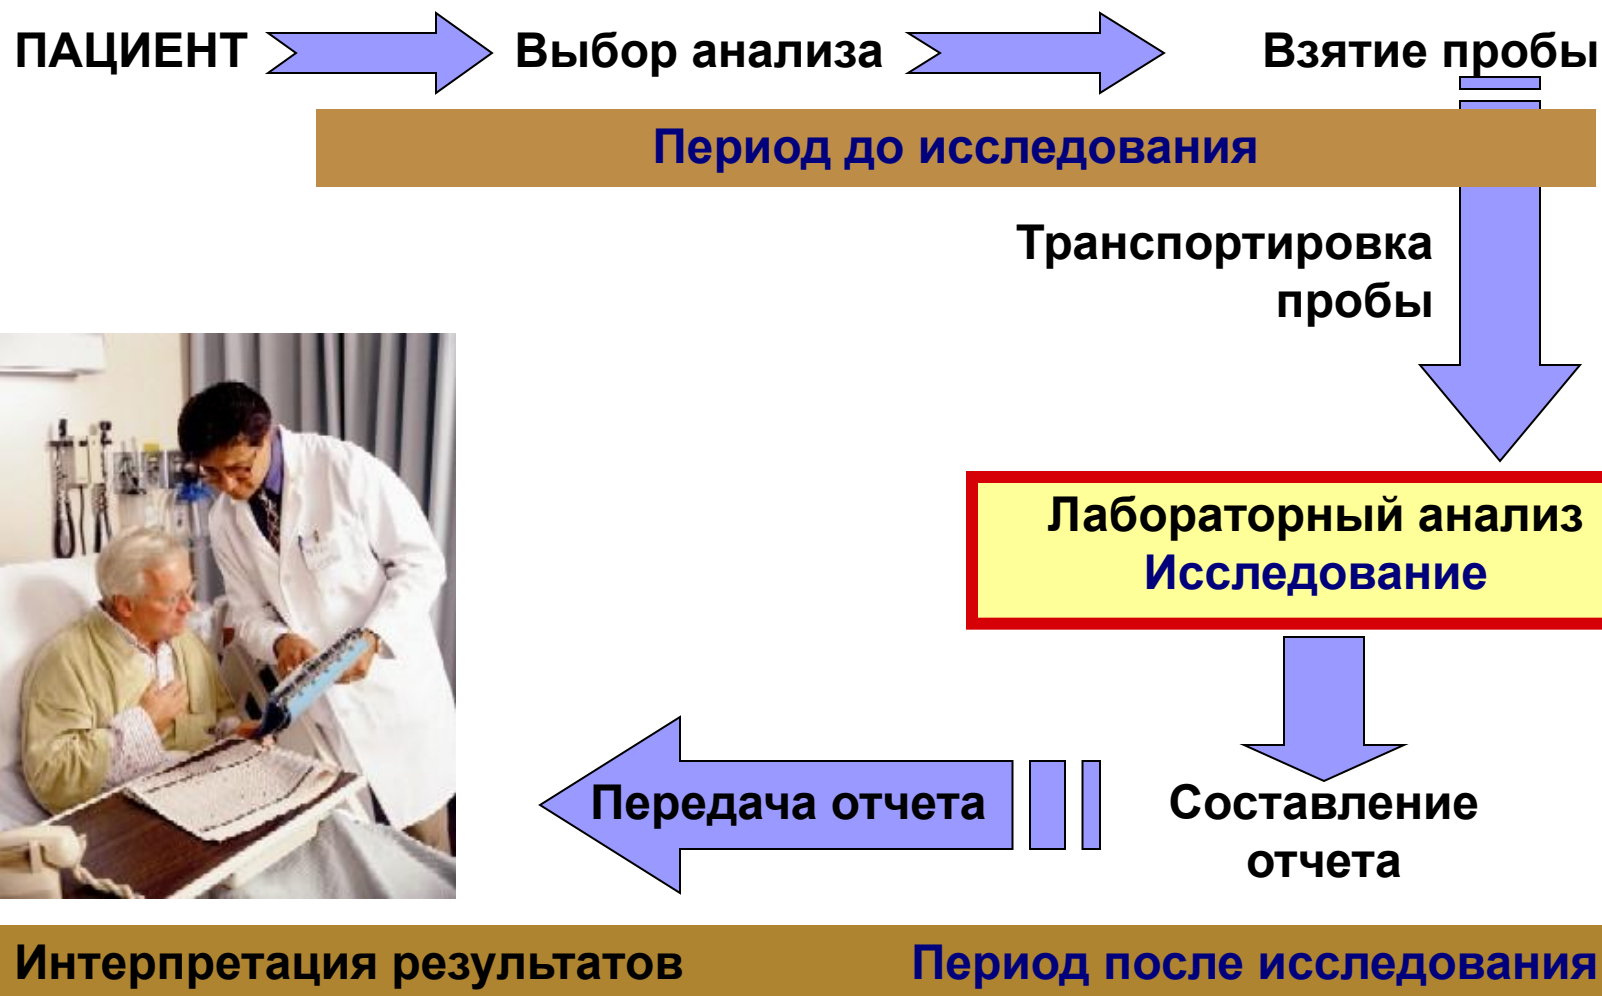 ПАЦИЕНТ Выбор анализа Взятие пробы
Период до исследования
Транспортировка
пробы
Лабораторный анализ
Исследование
Передача отчета
Составление
отчета
Интерпретация результатов Период после исследования